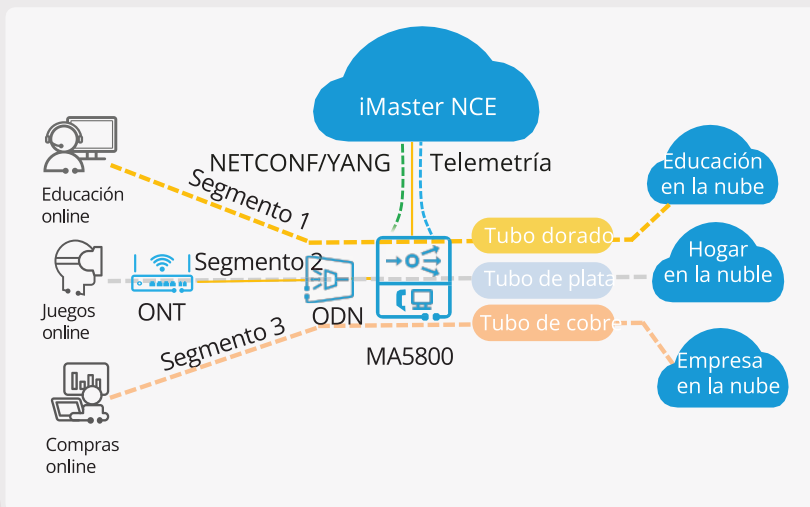 iMaster NCE
NETCONF/YANG
Telemetría
Educación
online
Segmento 1
Tubo dorado
Educación
en la nube
Juegos
online
ONT
Segmento 2
ODN
MA5800
Tubo de plata
Hogar
en la nuble
Compras
online
Segmento 3
Tubo de cobre
Empresa
en la nube